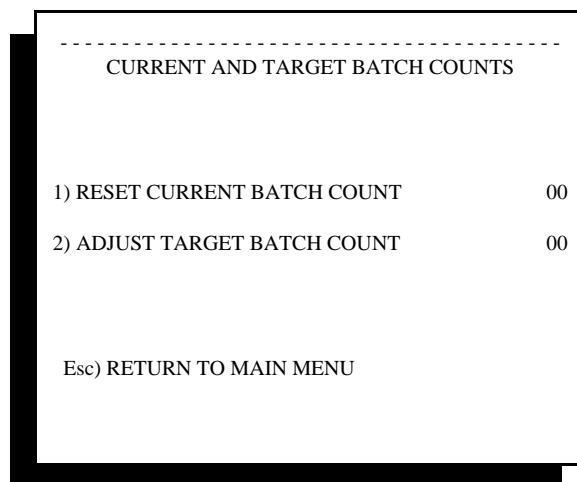 - - - - - - - - - - - - - - - - - - - - - - - - - - - - - - - - - - - - - - - - -
CURRENT AND TARGET BATCH COUNTS
1) RESET CURRENT BATCH COUNT 00
2) ADJUST TARGET BATCH COUNT 00
Esc) RETURN TO MAIN MENU